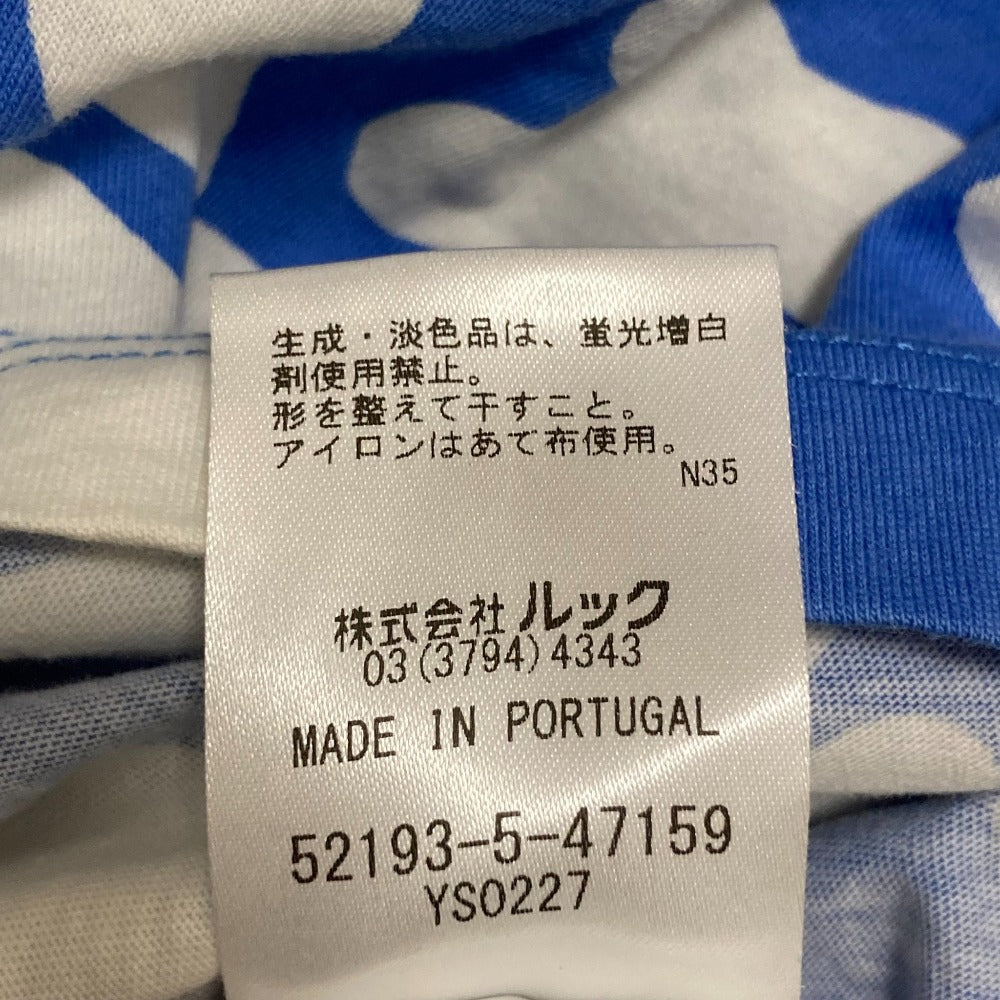 生成・淡色品は、蛍光増白
剤使用禁止。
形を整えて干すこと。
アイロンはあて布使用。
N35
株式会社ルック
03(3794)4343
MADE IN PORTUGAL
52193-5-47159
YS0227